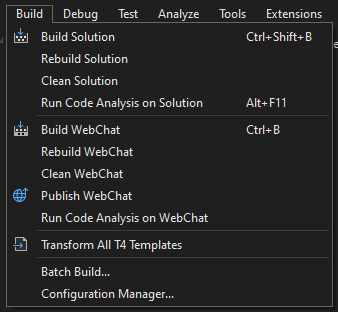 Build Debug Test Analyze Tools Extensions
Build Solution Ctrl+Shift+B
Rebuild Solution
Clean Solution
Run Code Analysis on Solution Alt+F11
Build WebChat Ctrl+B
Rebuild WebChat
Clean WebChat
Publish WebChat
Run Code Analysis on WebChat
Transform All T4 Templates
Batch Build...
Configuration Manager...